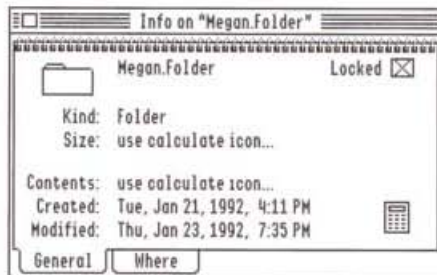 Info on "Megan.Folder"
Megan.Folder Locked
Kind: Folder
Size: use calculate icon...
Contents: use calculate icon...
Created: Tue, Jan 21, 1992, 4:11 PM
Modified: Thu, Jan 23, 1992, 7:35 PM
General Where